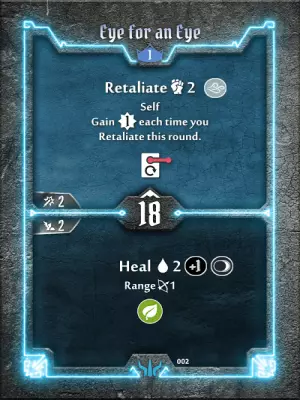 Eye for an Eye
1
Retaliate 2
Self
Gain 1 each time you
Retaliate this round.
2
18
2
Heal 2 +1
Range 1
002